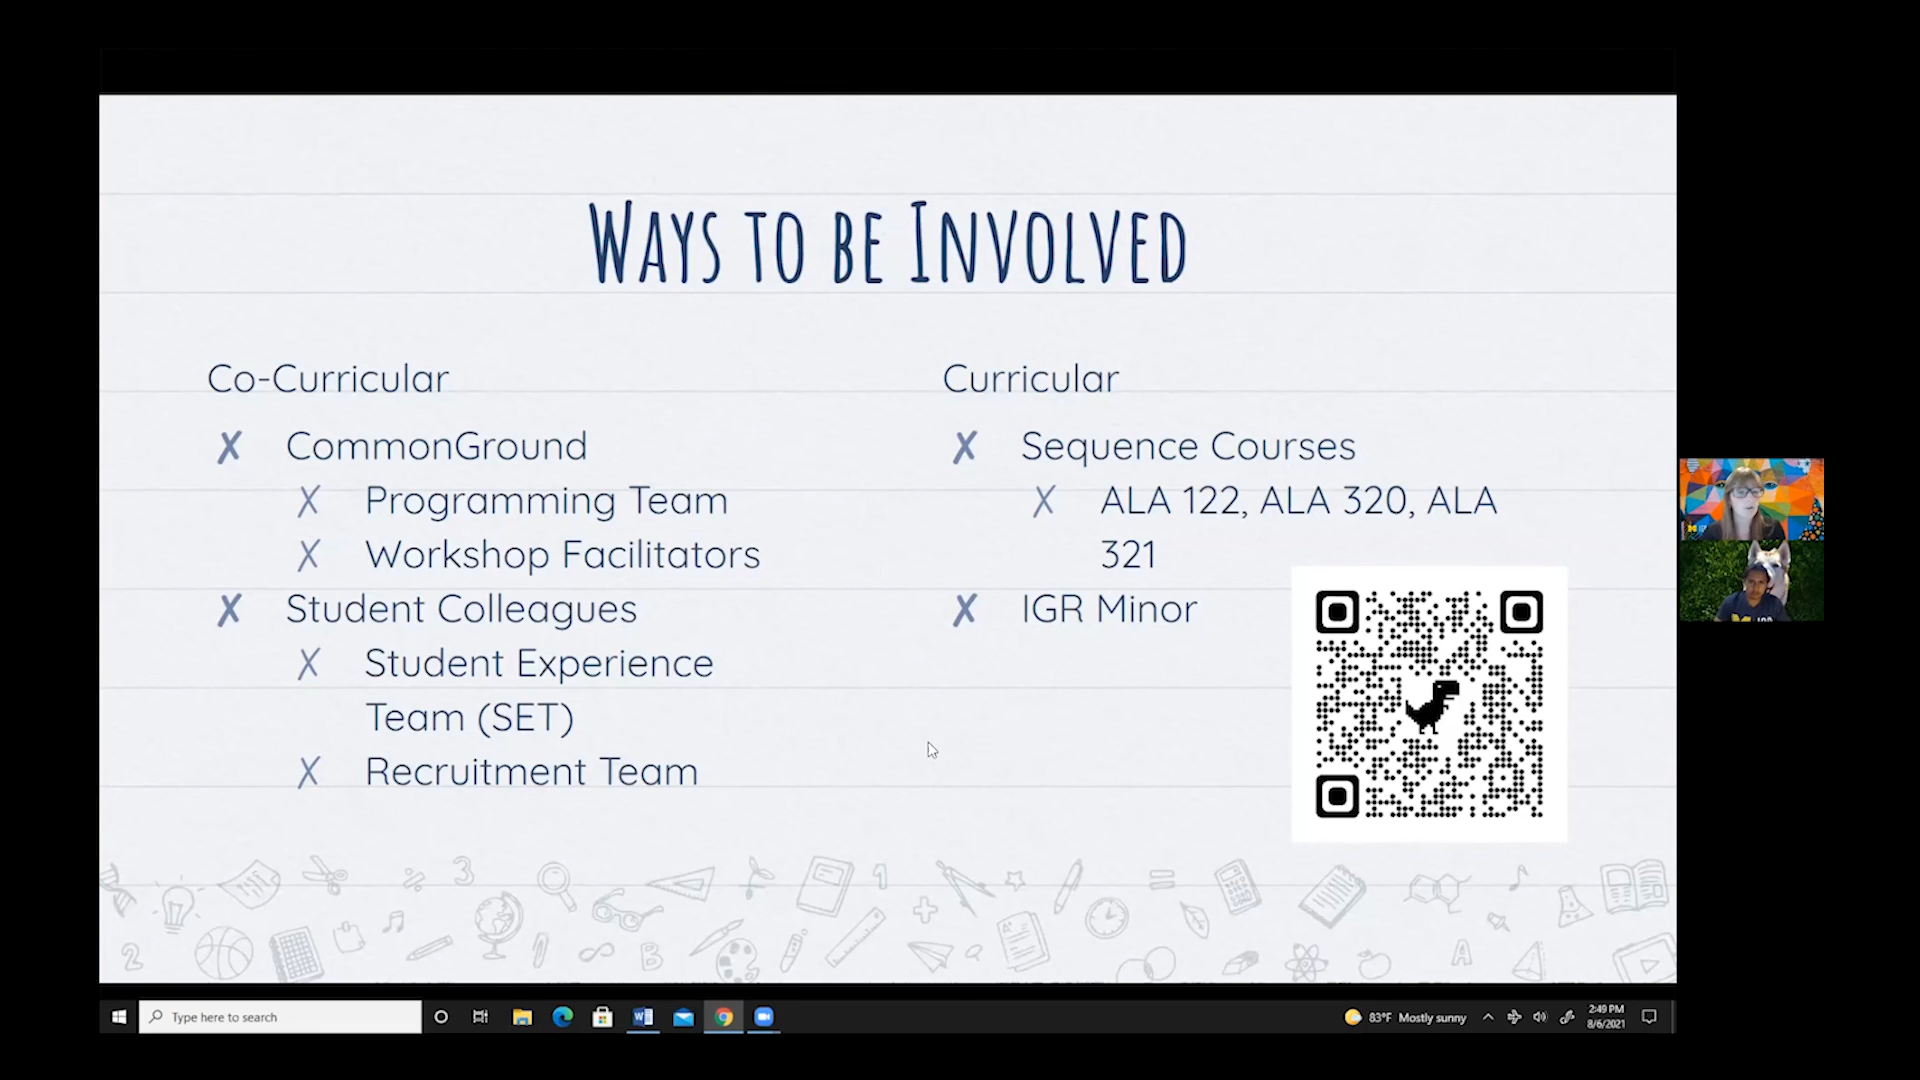 Ways to be Involved
Co-Curricular
✗ CommonGround
✗ Programming Team
✗ Workshop Facilitators
✗ Student Colleagues
✗ Student Experience
Team (SET)
✗ Recruitment Team
Curricular
✗ Sequence Courses
✗ ALA 122, ALA 320, ALA
321
✗ IGR Minor
Type here to search
83°F Mostly sunny
2:49 PM
8/6/2021